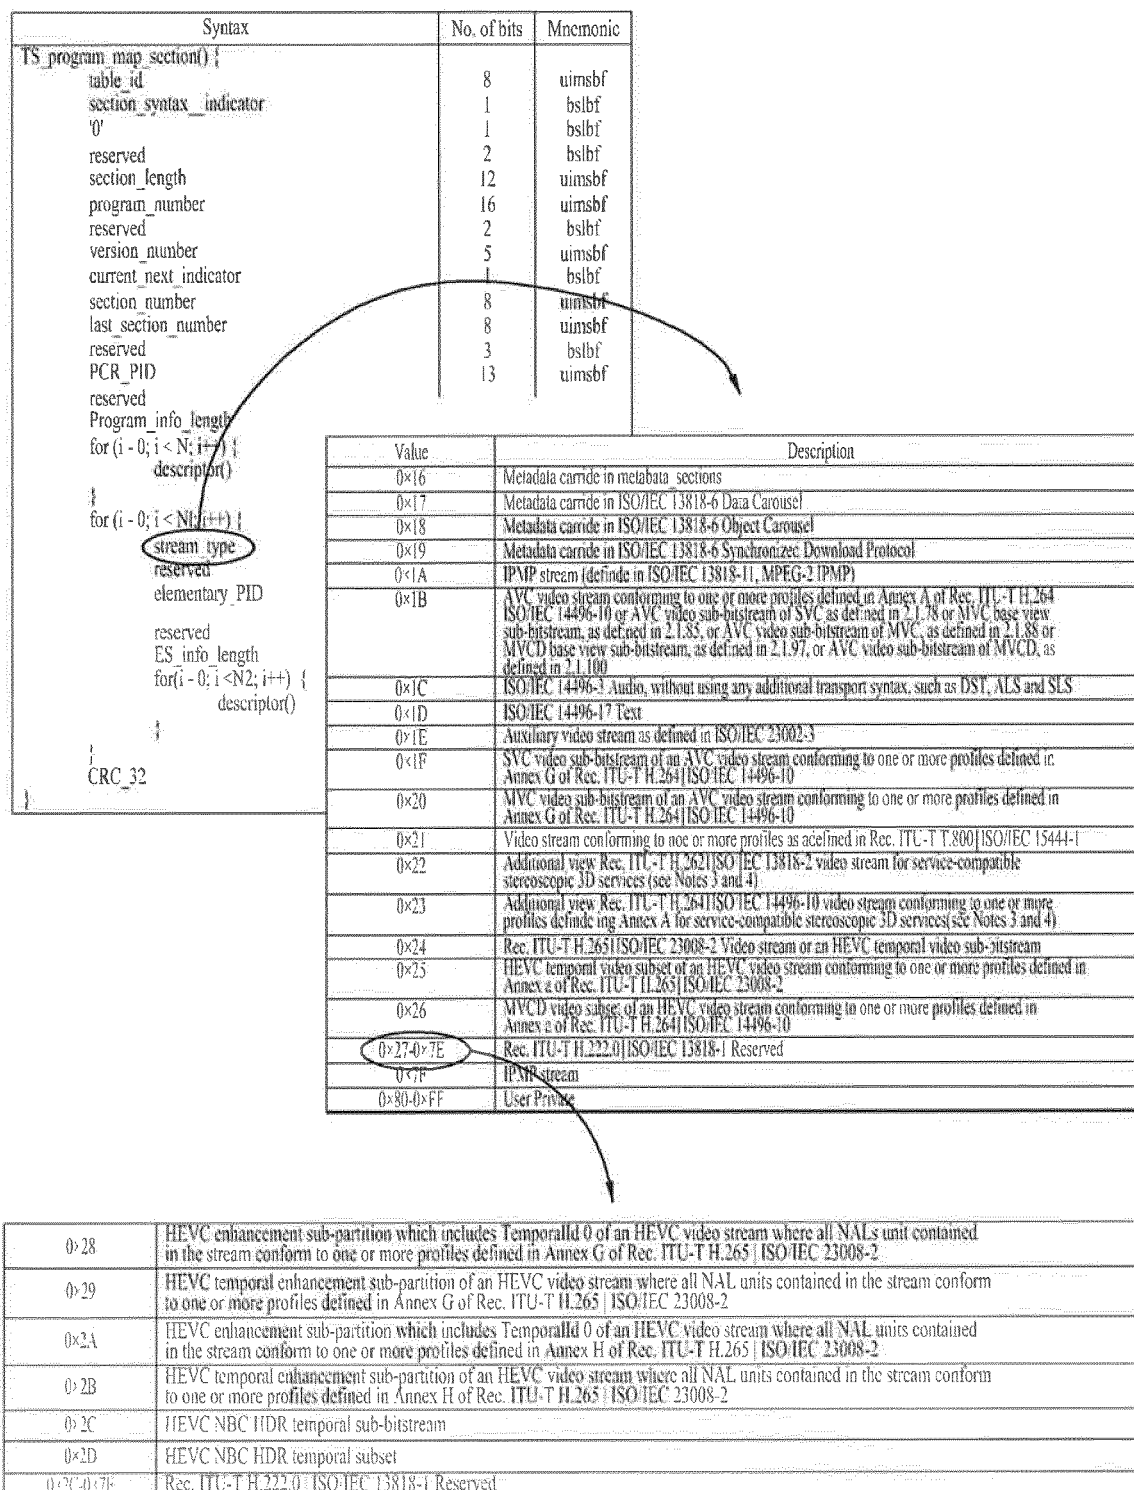 Syntax No. of bits Mnemonic
TS_program_map_section() {
table_id 8 uimsbf
section_syntax_indicator 1 bslbf
'0' 1 bslbf
reserved 2 bslbf
section_length 12 uimsbf
program_number 16 uimsbf
reserved 2 bslbf
version_number 5 uimsbf
current_next_indicator 1 bslbf
section_number 8 uimsbf
last_section_number 8 uimsbf
reserved 3 bslbf
PCR_PID 13 uimsbf
reserved
Program_info_length
for (i - 0; i < N; i++) {
descriptor()
}
for (i - 0; i < N1; i++) {
stream_type
reserved
elementary_PID
reserved
ES_info_length
for(i - 0; i <N2; i++) {
descriptor()
}
}
CRC_32
}
Value Description
0×16 Metadala carride in metabata_sections
0×17 Metadala carride in ISO/IEC 13818-6 Data Carousel
0×18 Metadala carride in ISO/IEC 13818-6 Object Carousel
0×19 Metadala carride in ISO/IEC 13818-6 Synchronizec Download Protocol
0×1A IPMP stream (definde in ISO/IEC 13818-11, MPEG-2 IPMP)
0×1B AVC video stream conforming to one or more profiles defined in Annex A of Rec. ITU-T H.264
ISO/IEC 14496-10 or AVC video sub-bitstream of SVC as defined in 2.1.78 or MVC base view
sub-bitstream, as defined in 2.1.85, or AVC video sub-bitstream of MVC, as defined in 2.1.88 or
MVCD base view sub-bitstream, as defined in 2.1.97, or AVC video sub-bitstream of MVCD, as
defined in 2.1.100
0×1C ISO/IEC 14496-3 Audio, without using any additional transport syntax, such as DST, ALS and SLS
0×1D ISO/IEC 14496-17 Text
0×1E Auxiliary video stream as defined in ISO/IEC 23002-3
0×1F SVC video sub-bitstream of an AVC video stream conforming to one or more profiles defined in
Annex G of Rec. ITU-T H.264 | ISO/IEC 14496-10
0×20 MVC video sub-bitstream of an AVC video stream conforming to one or more profiles defined in
Annex G of Rec. ITU-T H.264 | ISO/IEC 14496-10
0×21 Video stream conforming to noe or more profiles as acefined in Rec. ITU-T T.800 | ISO/IEC 15444-1
0×22 Additional view Rec. ITU-T H.262 | ISO/IEC 13818-2 video stream for service-compatible
stereoscopic 3D services (see Notes 3 and 4)
0×23 Additional view Rec. ITU-T H.264 | ISO/IEC 14496-10 video stream conforming to one or more
profiles definde ing Annex A for service-compatible stereoscopic 3D services(see Notes 3 and 4)
0×24 Rec. ITU-T H.265 | ISO/IEC 23008-2 Video stream or an HEVC temporal video sub-bitstream
0×25 HEVC temporal video subset of an HEVC video stream conforming to one or more profiles defined in
Annex a of Rec. ITU-T H.265 | ISO/IEC 23008-2
0×26 MVCD video subset of an HEVC video stream conforming to one or more profiles defined in
Annex a of Rec. ITU-T H.264 | ISO/IEC 14496-10
0×27-0×7E Rec. ITU-T H.222.0 | ISO/IEC 13818-1 Reserved
0×7F IPMP stream
0×80-0×FF User Private
0×28 HEVC enhancement sub-partition which includes TemporalId 0 of an HEVC video stream where all NALs unit contained
in the stream conform to one or more profiles defined in Annex G of Rec. ITU-T H.265 | ISO/IEC 23008-2
0×29 HEVC temporal enhancement sub-partition of an HEVC video stream where all NAL units contained in the stream conform
to one or more profiles defined in Annex G of Rec. ITU-T H.265 | ISO/IEC 23008-2
0×2A HEVC enhancement sub-partition which includes TemporalId 0 of an HEVC video stream where all NAL units contained
in the stream conform to one or more profiles defined in Annex H of Rec. ITU-T H.265 | ISO/IEC 23008-2
0×2B HEVC temporal enhancement sub-partition of an HEVC video stream where all NAL units contained in the stream conform
to one or more profiles defined in Annex H of Rec. ITU-T H.265 | ISO/IEC 23008-2
0×2C HEVC NBC HDR temporal sub-bitstream
0×2D HEVC NBC HDR temporal subset
0×2C-0×7E Rec. ITU-T H.222.0 | ISO/IEC 13818-1 Reserved